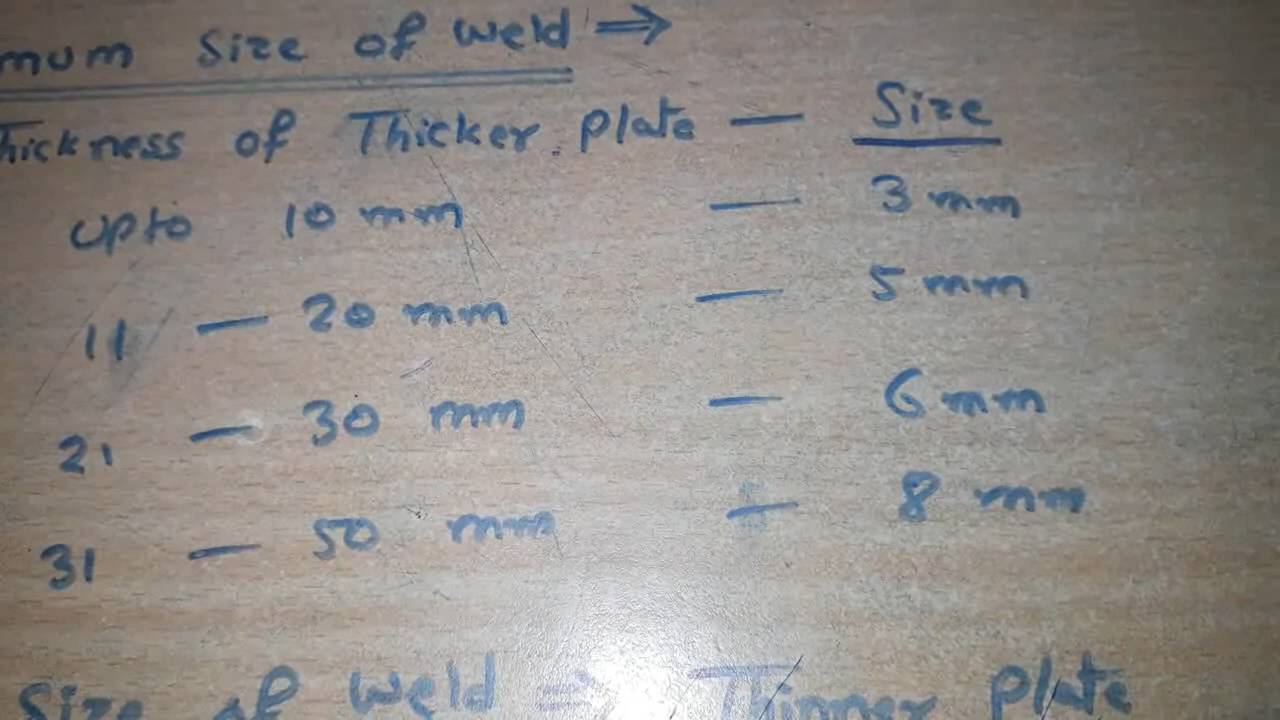 mum Size of weld ⇒
Thickness of Thicker plate — Size
upto 10 mm — 3 mm
11 — 20 mm — 5 mm
21 — 30 mm — 6 mm
31 — 50 mm — 8 mm
Size of weld ⇒ Thinner plate